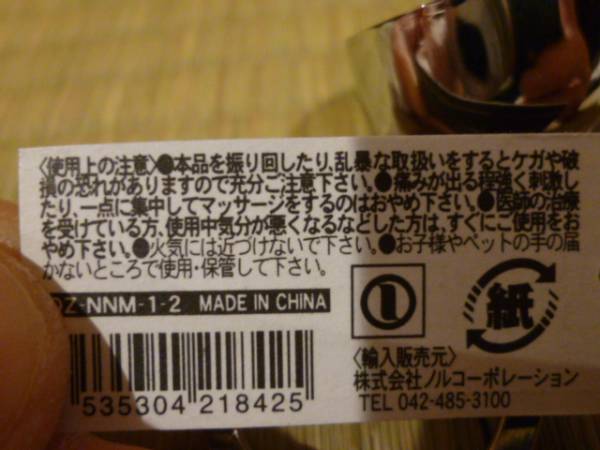 〈使用上の注意〉●本品を振り回したり、乱暴な取扱いをするとケガや破
損の恐れがありますので充分ご注意下さい。●痛みが出る程強く刺激し
たり、一点に集中してマッサージをするのはおやめ下さい。●医師の治療
を受けている方、使用中気分が悪くなるなどした方は、すぐにご使用をお
やめ下さい。●火気には近づけないで下さい。●お子様やペットの手の届
かないところで使用・保管して下さい。
DZ-NNM-1-2 MADE IN CHINA
紙
〈輸入販売元〉
株式会社ノルコーポレーション
TEL 042-485-3100
535304 218425